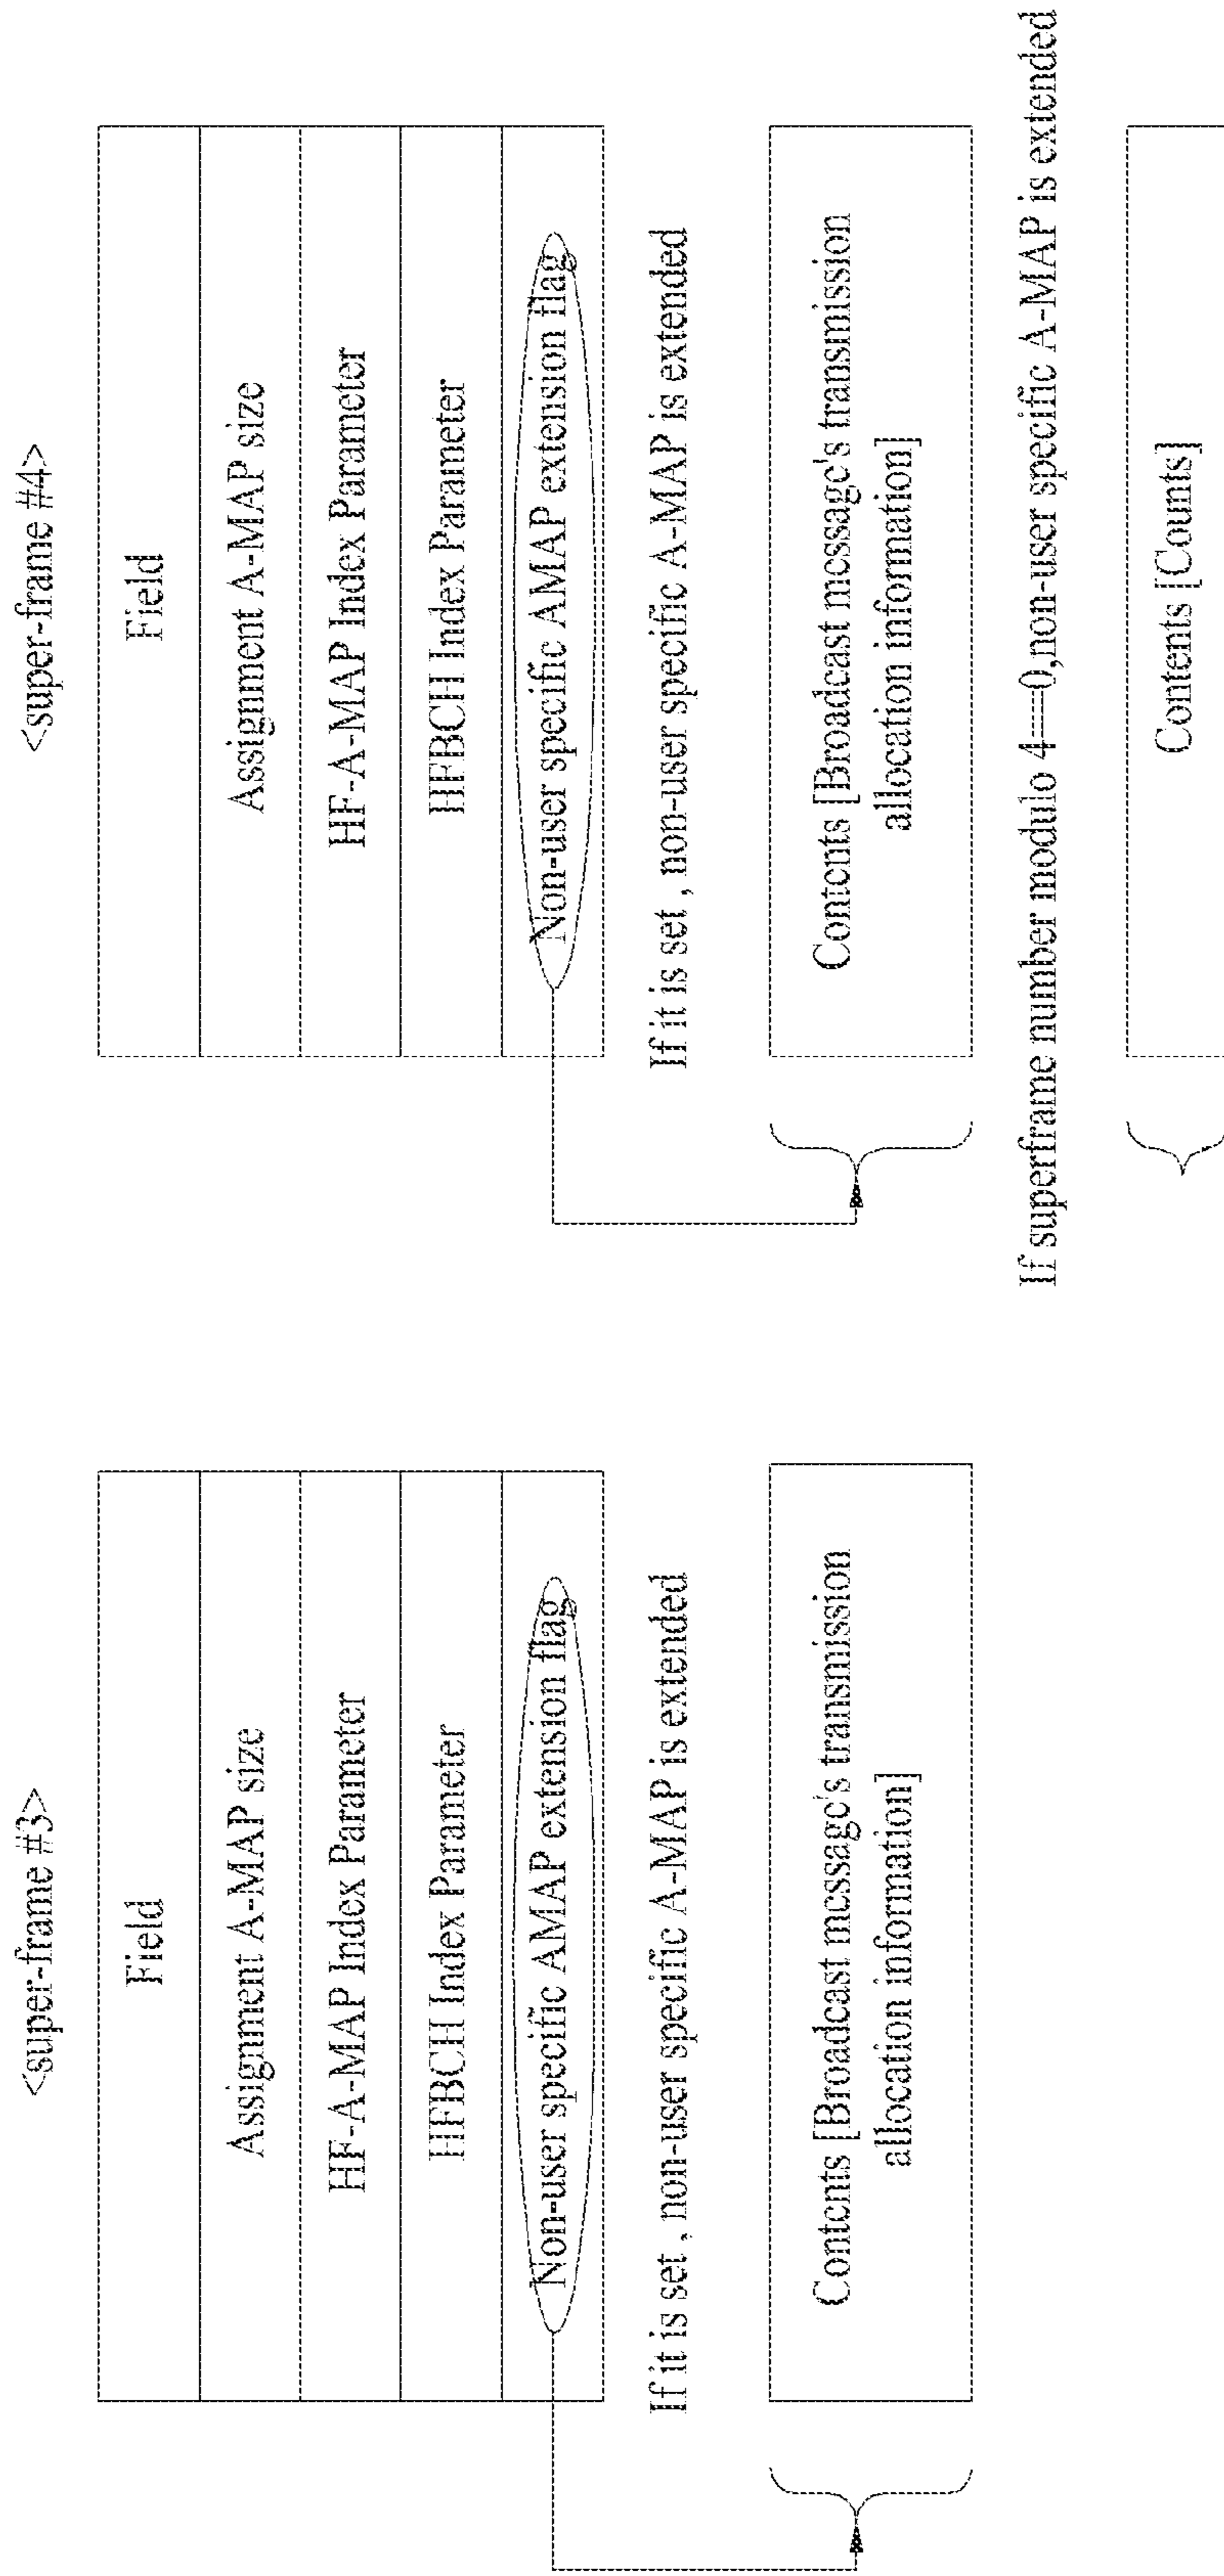 <super-frame #3>
Field
Assignment A-MAP size
HF-A-MAP Index Parameter
HFBCH Index Parameter
Non-user specific AMAP extension flag
If it is set , non-user specific A-MAP is extended
Contents [Broadcast message's transmission
allocation information]
<super-frame #4>
Field
Assignment A-MAP size
HF-A-MAP Index Parameter
HFBCH Index Parameter
Non-user specific AMAP extension flag
If it is set , non-user specific A-MAP is extended
Contents [Broadcast message's transmission
allocation information]
If superframe number modulo 4==0,non-user specific A-MAP is extended
Contents [Counts]